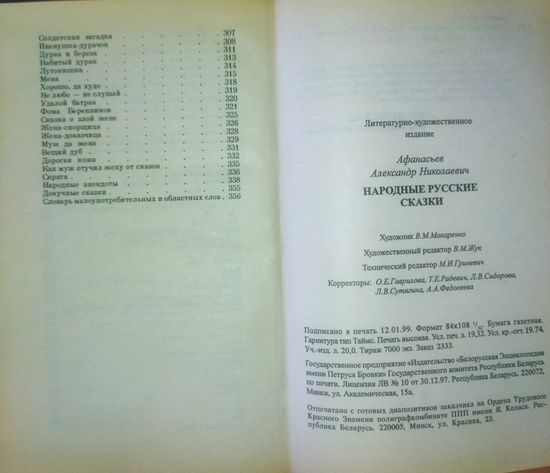 Солдатская загадка . . . . . . . 307
Иванушка-дурачок . . . . . . . 308
Дурак и береза . . . . . . . 311
Набитый дурак . . . . . . . 313
Лутонюшка . . . . . . . 314
Мена . . . . . . . 315
Хорошо, да худо . . . . . . . 318
Не любо — не слушай . . . . . . . 319
Удалой батрак . . . . . . . 320
Фома Беренников . . . . . . . 321
Сказка о злой жене . . . . . . . 325
Жена-спорщица . . . . . . . 326
Жена-доказчица . . . . . . . 328
Муж да жена . . . . . . . 329
Вещий дуб . . . . . . . 331
Дорогая кожа . . . . . . . 332
Как муж отучил жену от сказок . . . . 335
Скряга . . . . . . . 336
Народные анекдоты . . . . . . . 338
Докучные сказки . . . . . . . 355
Словарь малоупотребительных и областных слов . 356
Литературно-художественное
издание
Афанасьев
Александр Николаевич
НАРОДНЫЕ РУССКИЕ
СКАЗКИ
Художник В.М.Макаренко
Художественный редактор В.М.Жук
Технический редактор М.И.Гриневич
Корректоры: О.Е.Гаврилова, Т.Е.Радевич, Л.В.Сидорова,
Л.В.Сутягина, А.А.Федосеева
Подписано в печать 12.01.99. Формат 84x108 1/32. Бумага газетная.
Гарнитура тип Таймс. Печать высокая. Усл. печ. л. 19,32. Усл. кр.-отт. 19,74.
Уч.-изд. л. 20,0. Тираж 7000 экз. Заказ 2333.
Государственное предприятие «Издательство «Белорусская Энциклопедия
имени Петруся Бровки» Государственного комитета Республики Беларусь
по печати. Лицензия ЛВ № 10 от 30.12.97. Республика Беларусь, 220072,
Минск, ул. Академическая, 15а.
Отпечатано с готовых диапозитивов заказчика на Ордена Трудового
Красного Знамени полиграфкомбинате ППП имени Я. Коласа. Рес-
публика Беларусь. 220005, Минск, ул. Красная, 23.